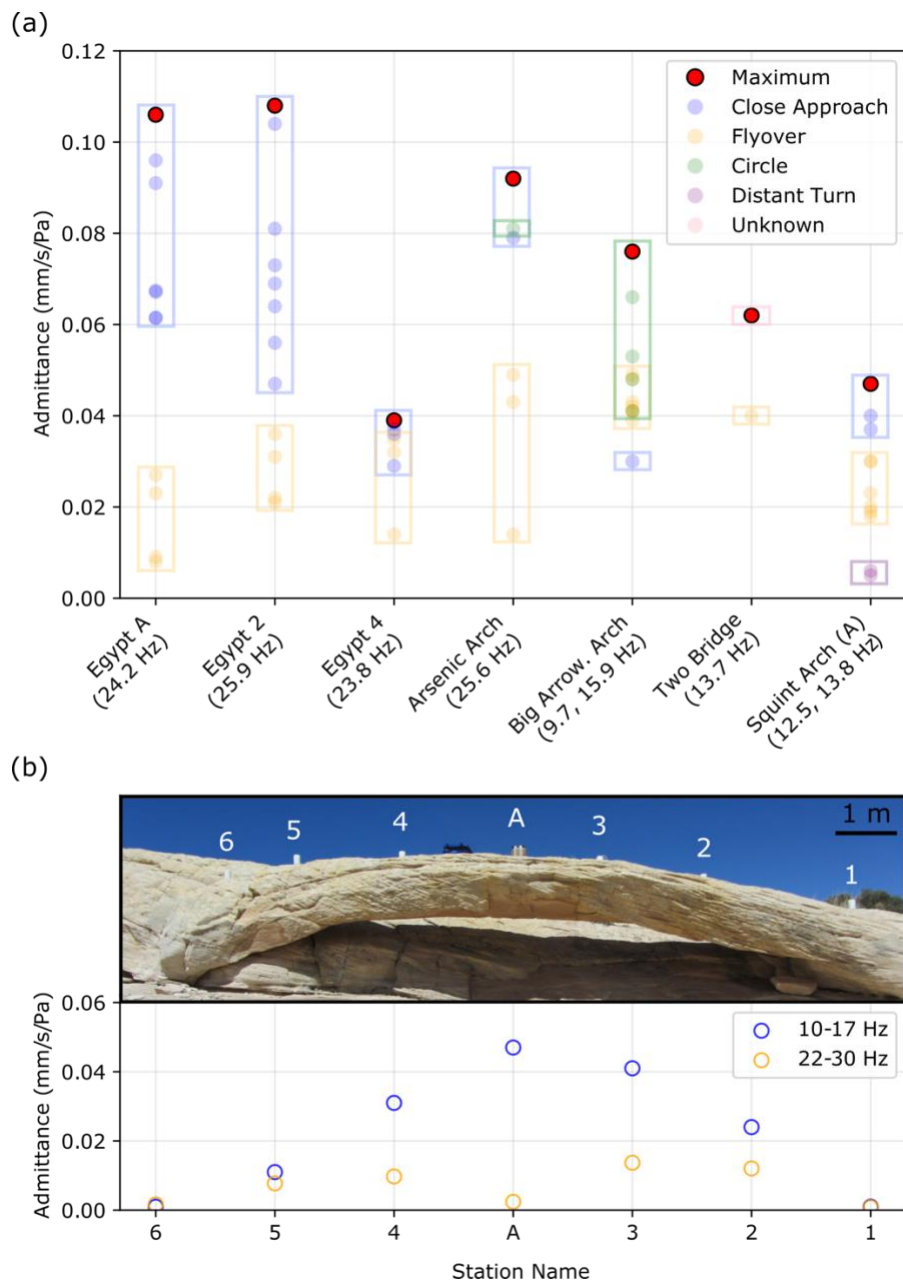 (a)
0.12
0.10
0.08
0.06
0.04
0.02
0.00
Admittance (mm/s/Pa)
Maximum
Close Approach
Flyover
Circle
Distant Turn
Unknown
Egypt A
(24.2 Hz)
Egypt 2
(25.9 Hz)
Egypt 4
(23.8 Hz)
Arsenic Arch
(25.6 Hz)
Big Arrow. Arch
(9.7, 15.9 Hz)
Two Bridge
(13.7 Hz)
Squint Arch (A)
(12.5, 13.8 Hz)
(b)
6 5 4 A 3 2 1
1 m
0.06
0.04
0.02
0.00
Admittance (mm/s/Pa)
10-17 Hz
22-30 Hz
6 5 4 A 3 2 1
Station Name